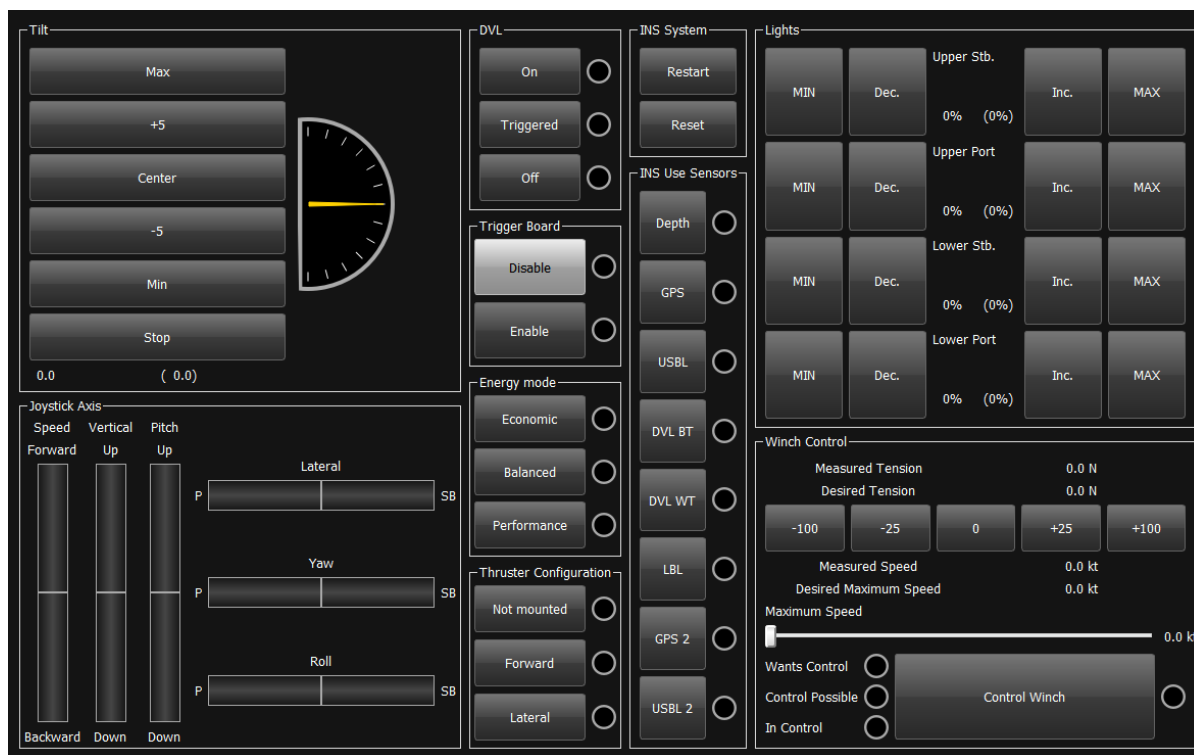 Tilt
Max
+5
Center
-5
Min
Stop
0.0 ( 0.0)
Joystick Axis
Speed Vertical Pitch
Forward Up Up
Lateral
P SB
Yaw
P SB
Roll
P SB
Backward Down Down
DVL
On
Triggered
Off
Trigger Board
Disable
Enable
Energy mode
Economic
Balanced
Performance
Thruster Configuration
Not mounted
Forward
Lateral
INS System
Restart
Reset
INS Use Sensors
Depth
GPS
USBL
DVL BT
DVL WT
LBL
GPS 2
USBL 2
Lights
Upper Stb.
MIN Dec. Inc. MAX
0% (0%)
Upper Port
MIN Dec. Inc. MAX
0% (0%)
Lower Stb.
MIN Dec. Inc. MAX
0% (0%)
Lower Port
MIN Dec. Inc. MAX
0% (0%)
Winch Control
Measured Tension 0.0 N
Desired Tension 0.0 N
-100 -25 0 +25 +100
Measured Speed 0.0 kt
Desired Maximum Speed 0.0 kt
Maximum Speed
0.0 kt
Wants Control
Control Possible Control Winch
In Control